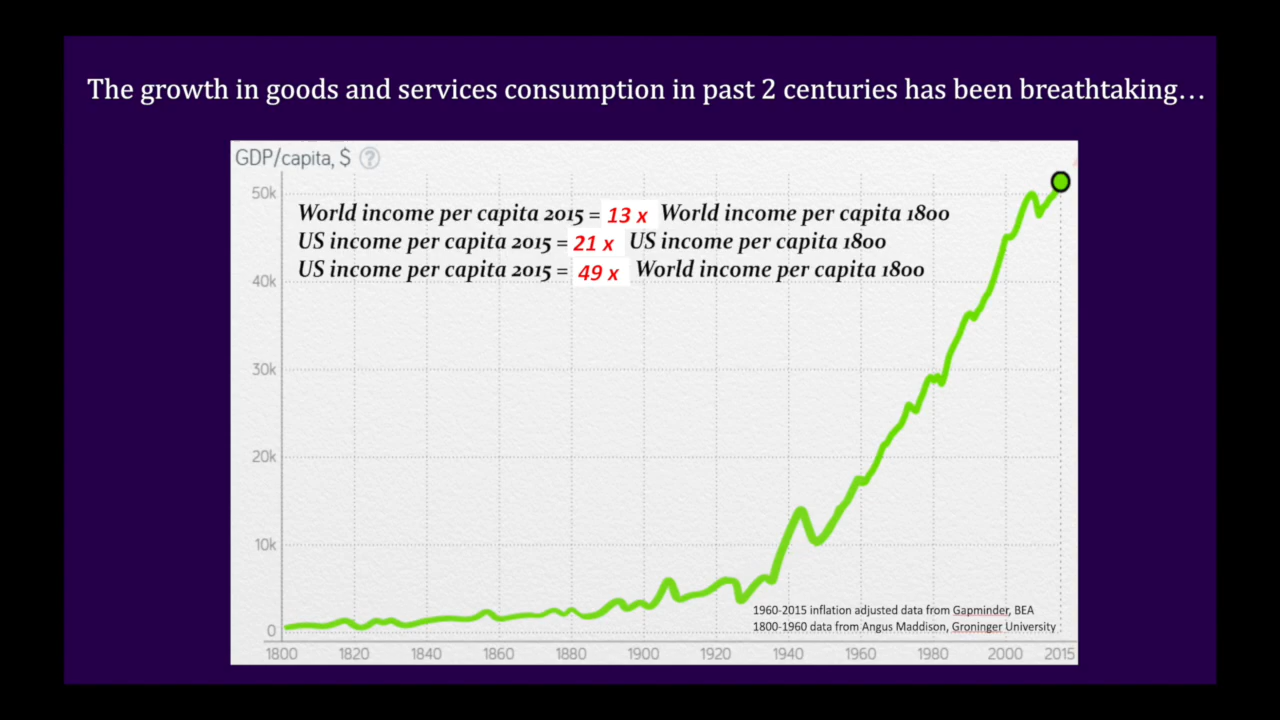 The growth in goods and services consumption in past 2 centuries has been breathtaking…
GDP/capita, $ ?
50k
World income per capita 2015 = 13 x World income per capita 1800
US income per capita 2015 = 21 x US income per capita 1800
US income per capita 2015 = 49 x World income per capita 1800
40k
30k
20k
10k
1960-2015 inflation adjusted data from Gapminder, BEA
1800-1960 data from Angus Maddison, Groninger University
0
1800 1820 1840 1860 1880 1900 1920 1940 1960 1980 2000 2015